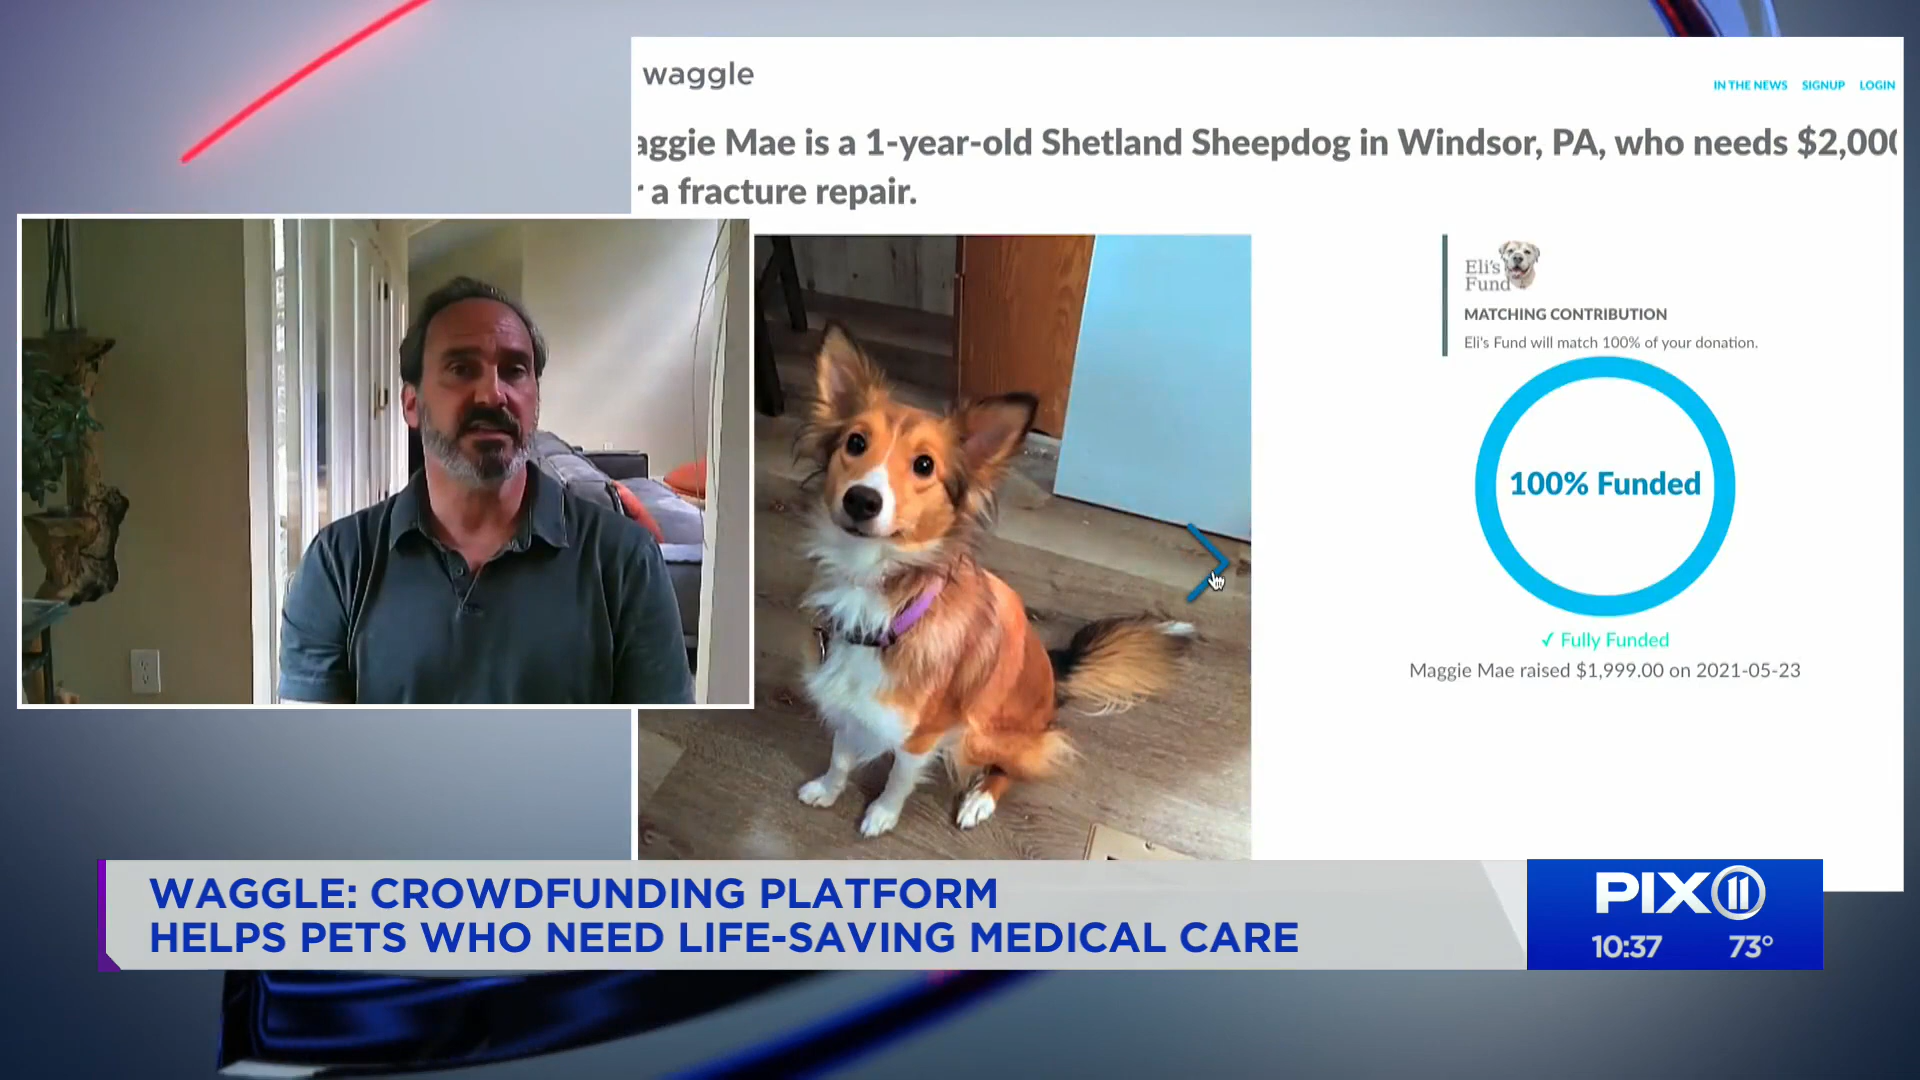 waggle
IN THE NEWS SIGNUP LOGIN
aggie Mae is a 1-year-old Shetland Sheepdog in Windsor, PA, who needs $2,000
r a fracture repair.
Eli's
Fund
MATCHING CONTRIBUTION
Eli's Fund will match 100% of your donation.
100% Funded
✓ Fully Funded
Maggie Mae raised $1,999.00 on 2021-05-23
WAGGLE: CROWDFUNDING PLATFORM
HELPS PETS WHO NEED LIFE-SAVING MEDICAL CARE
PIX11
10:37 73°